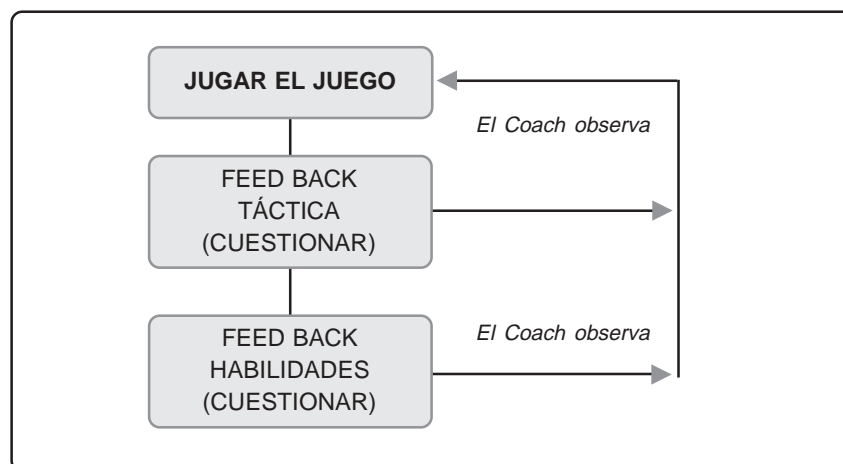 JUGAR EL JUEGO
El Coach observa
FEED BACK
TÁCTICA
(CUESTIONAR)
FEED BACK
HABILIDADES
(CUESTIONAR)
El Coach observa